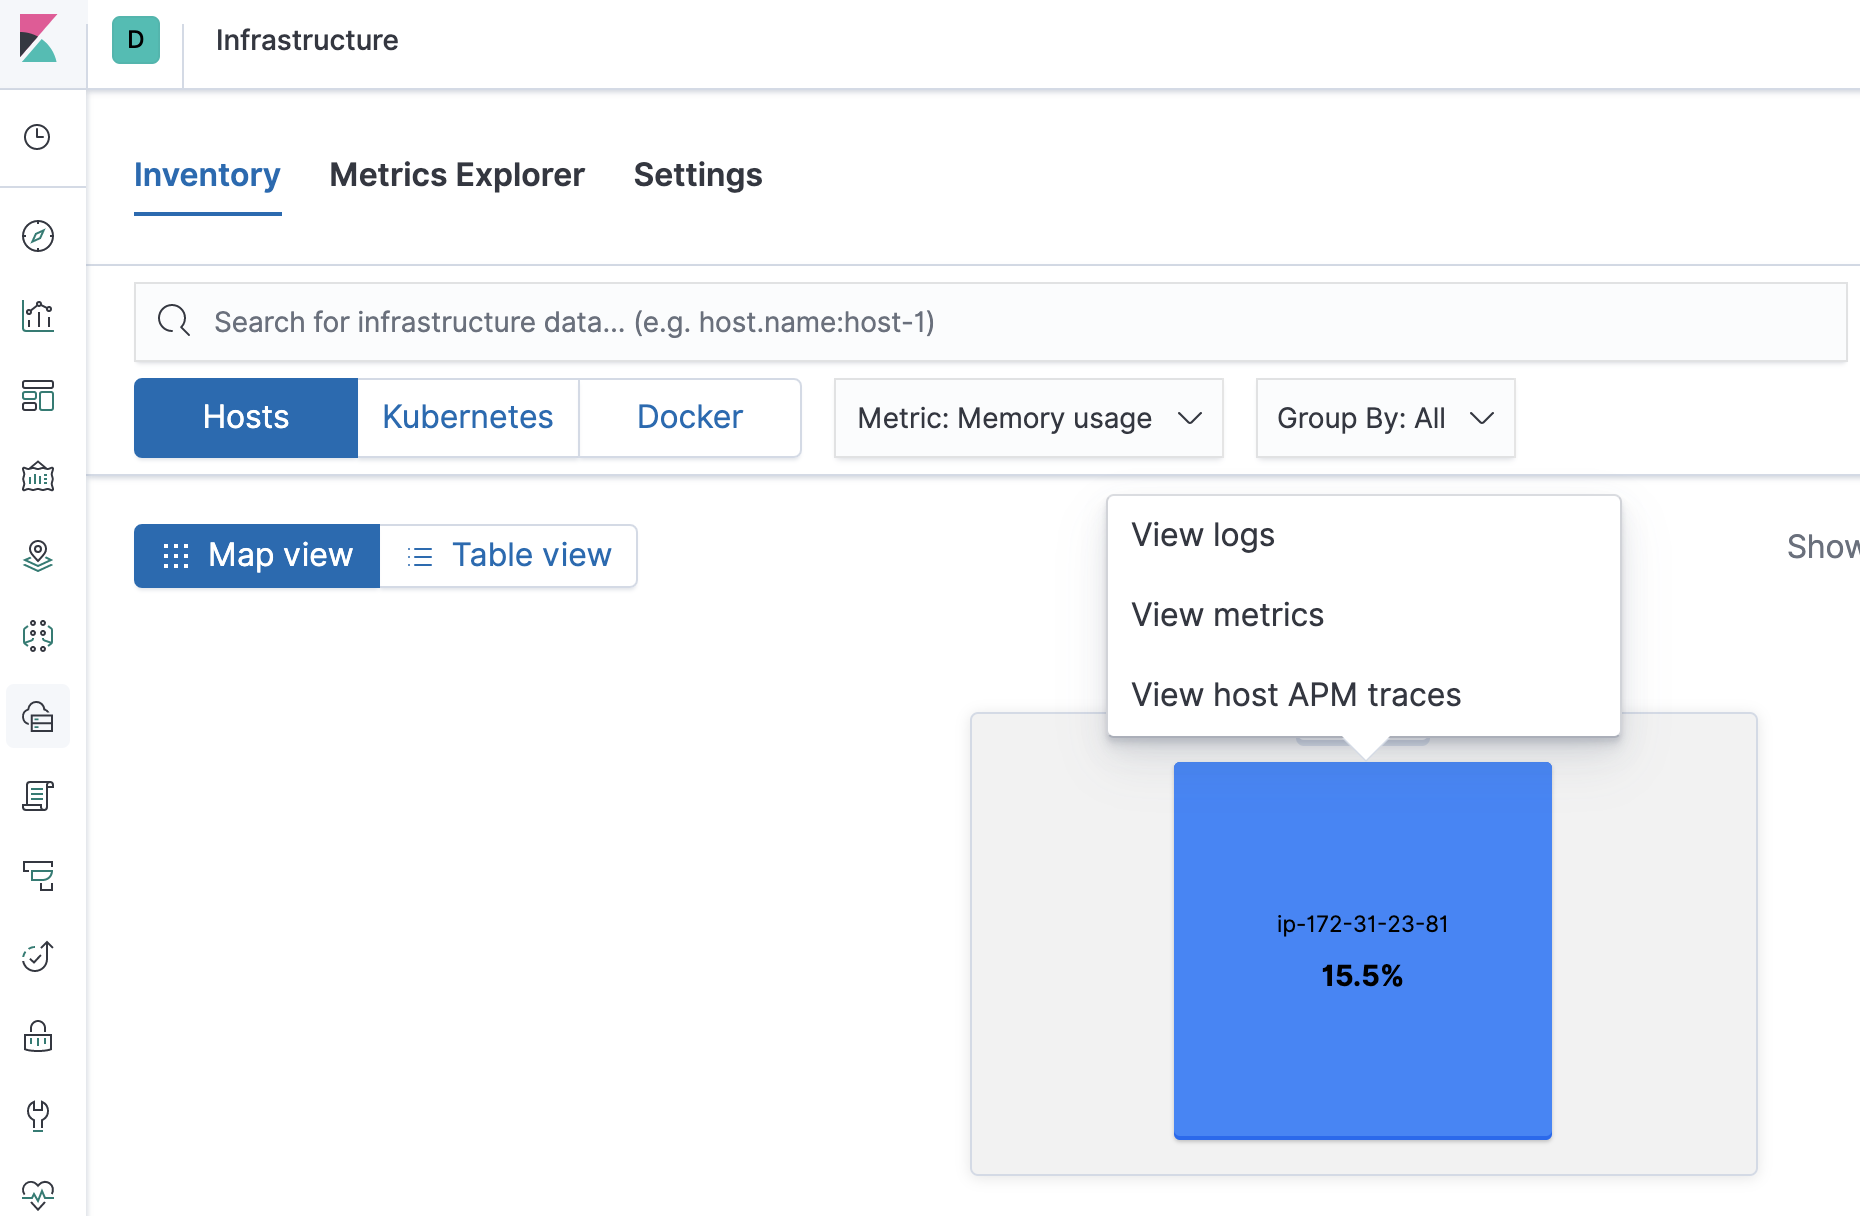 D
Infrastructure
Inventory
Metrics Explorer
Settings
Search for infrastructure data... (e.g. host.name:host-1)
Hosts
Kubernetes
Docker
Metric: Memory usage
Group By: All
Map view
Table view
View logs
View metrics
View host APM traces
Show
ip-172-31-23-81
15.5%